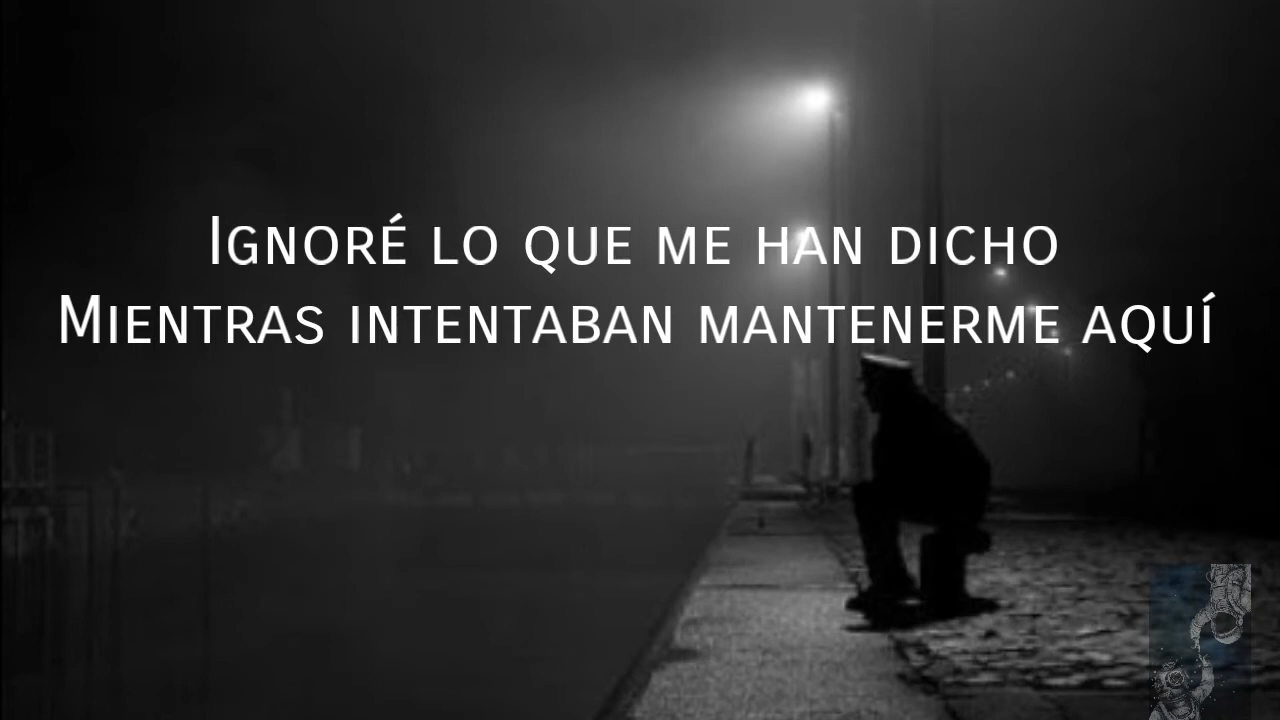 Ignoré lo que me han dicho
Mientras intentaban mantenerme aquí